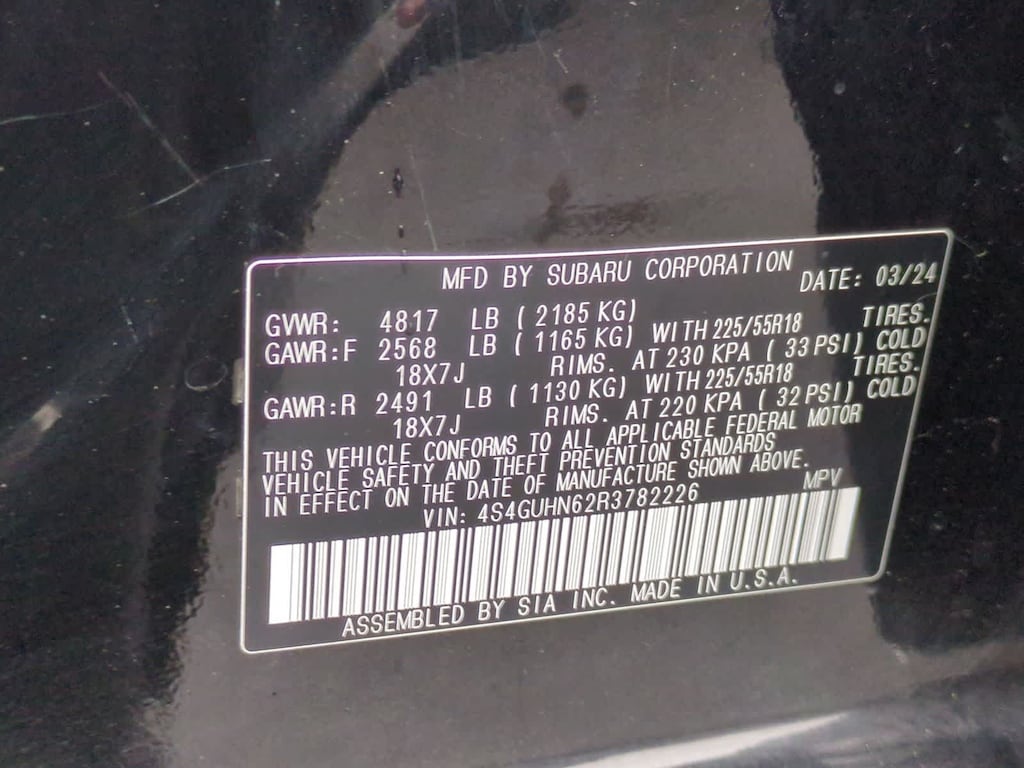 MFD BY SUBARU CORPORATION DATE: 03/24
GVWR: 4817 LB ( 2185 KG)
GAWR:F 2568 LB ( 1165 KG) WITH 225/55R18 TIRES.
18X7J RIMS. AT 230 KPA ( 33 PSI) COLD
GAWR:R 2491 LB ( 1130 KG) WITH 225/55R18 TIRES.
18X7J RIMS. AT 220 KPA ( 32 PSI) COLD
THIS VEHICLE CONFORMS TO ALL APPLICABLE FEDERAL MOTOR
VEHICLE SAFETY AND THEFT PREVENTION STANDARDS
IN EFFECT ON THE DATE OF MANUFACTURE SHOWN ABOVE.
VIN: 4S4GUHN62R3782226 MPV
ASSEMBLED BY SIA INC. MADE IN U.S.A.